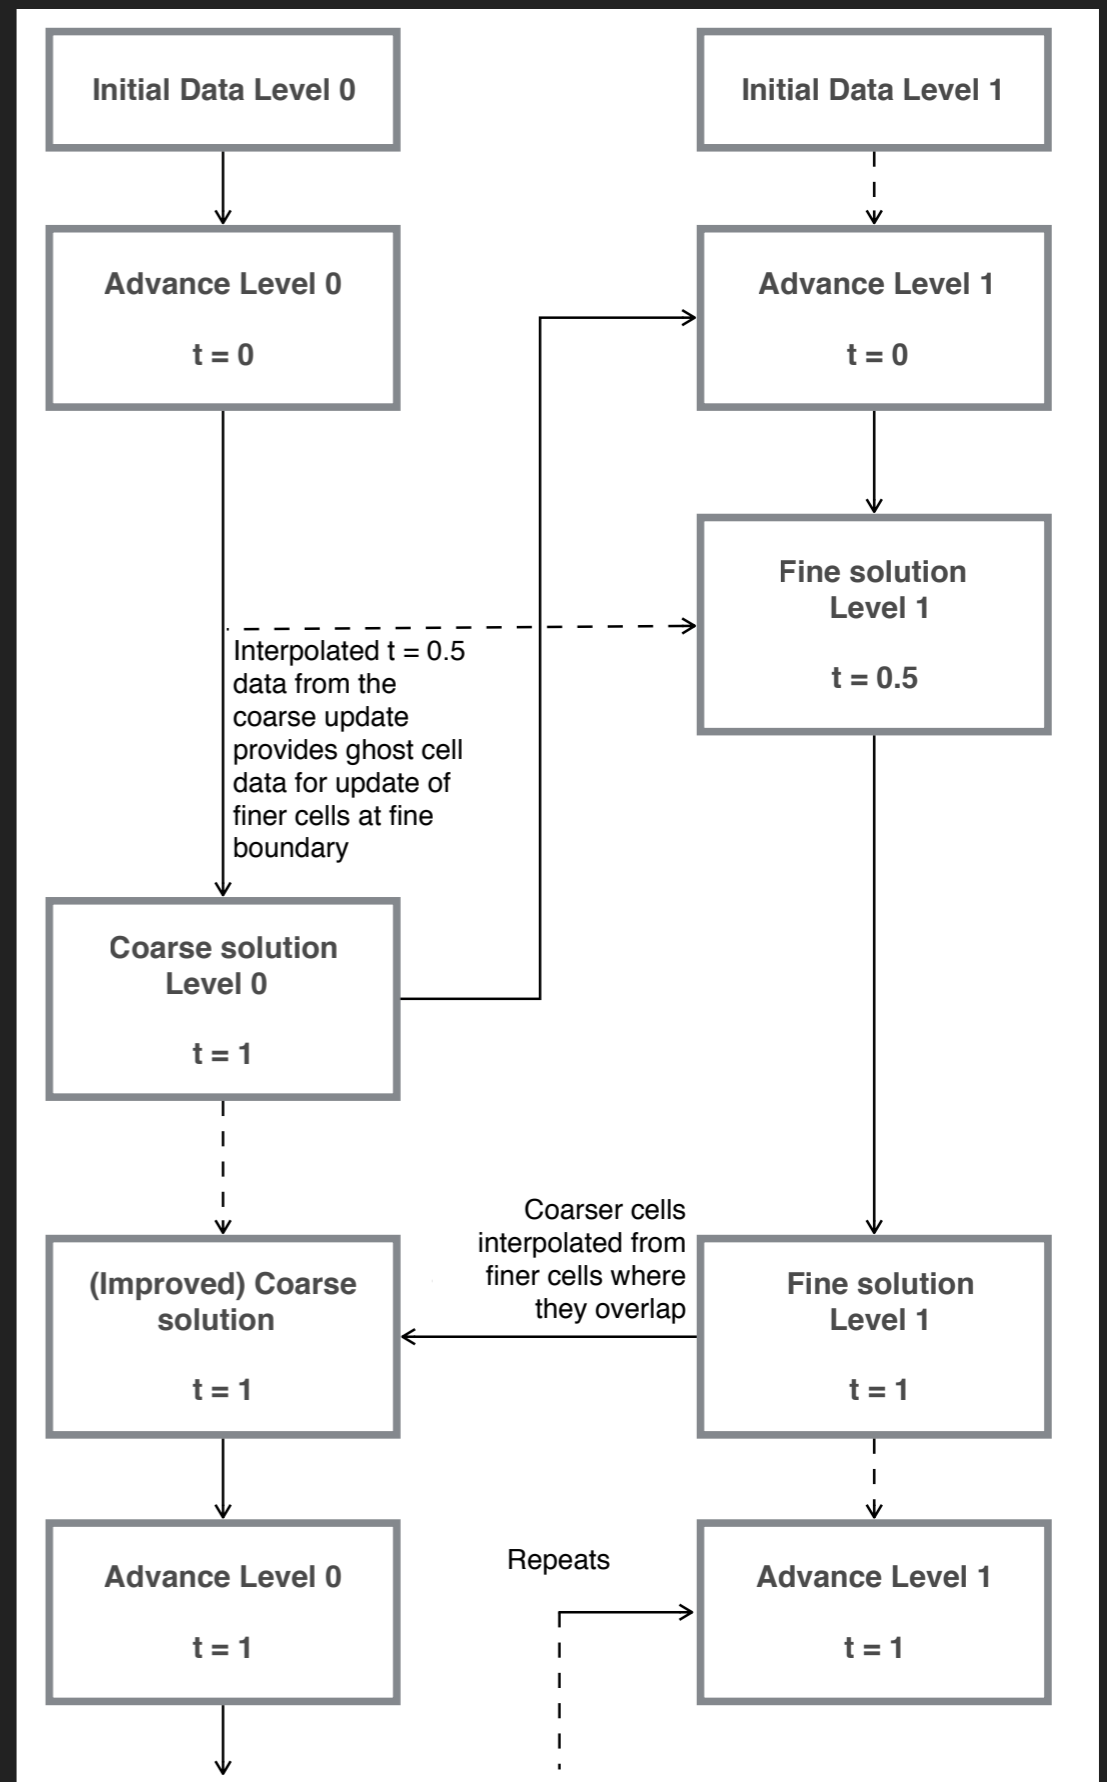 Initial Data Level 0
Initial Data Level 1
Advance Level 0
t = 0
Advance Level 1
t = 0
Fine solution
Level 1
t = 0.5
Interpolated t = 0.5
data from the
coarse update
provides ghost cell
data for update of
finer cells at fine
boundary
Coarse solution
Level 0
t = 1
Coarser cells
interpolated from
finer cells where
they overlap
(Improved) Coarse
solution
t = 1
Fine solution
Level 1
t = 1
Advance Level 0
t = 1
Repeats
Advance Level 1
t = 1